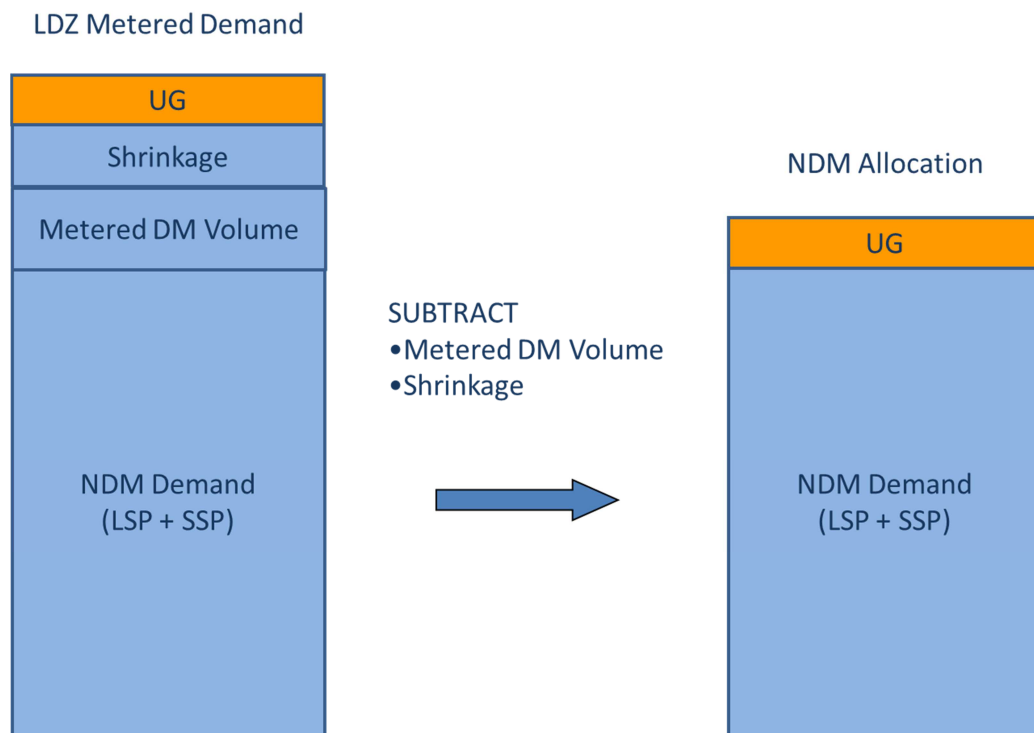 LDZ Metered Demand
UG
Shrinkage
Metered DM Volume
NDM Demand
(LSP + SSP)
SUBTRACT
•Metered DM Volume
•Shrinkage
NDM Allocation
UG
NDM Demand
(LSP + SSP)